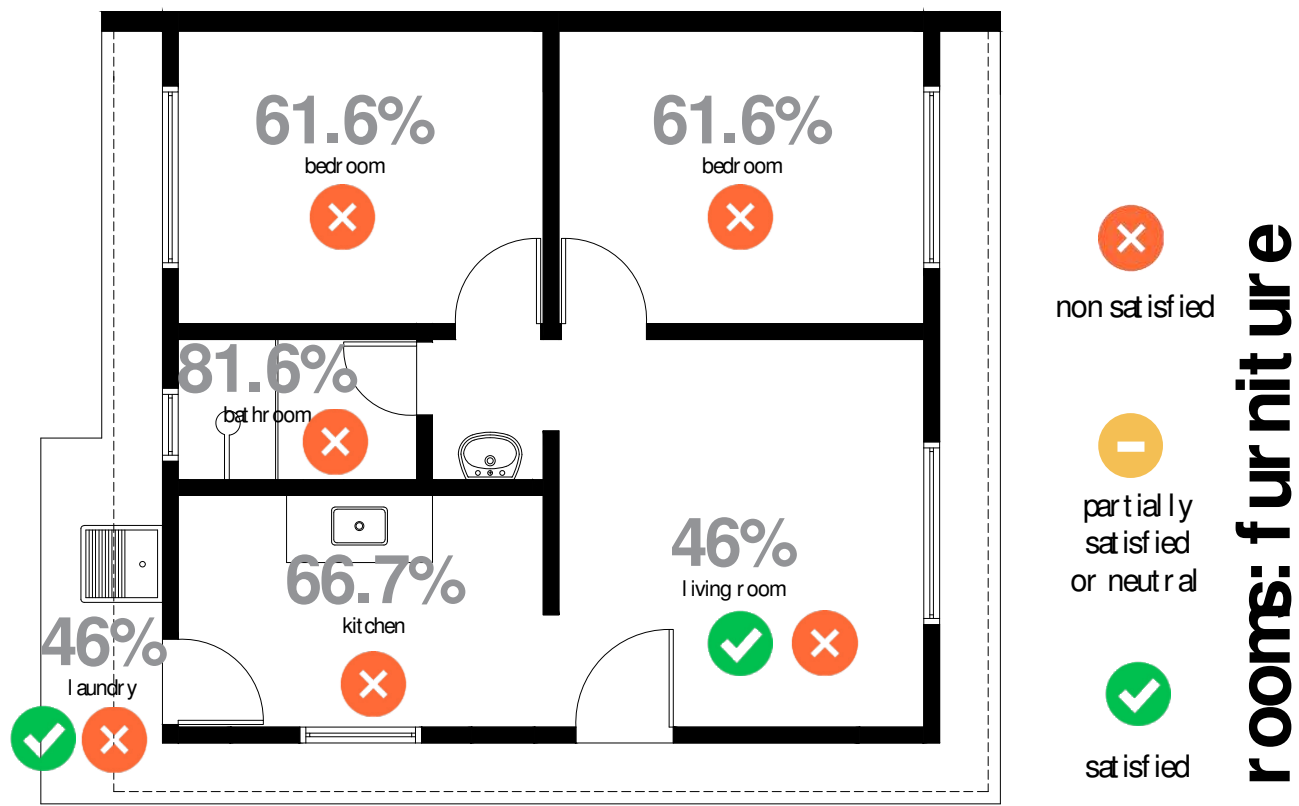 61.6%
bedroom
61.6%
bedroom
81.6%
bathroom
66.7%
kitchen
46%
living room
46%
laundry
non satisfied
partially
satisfied
or neutral
satisfied
rooms: furniture